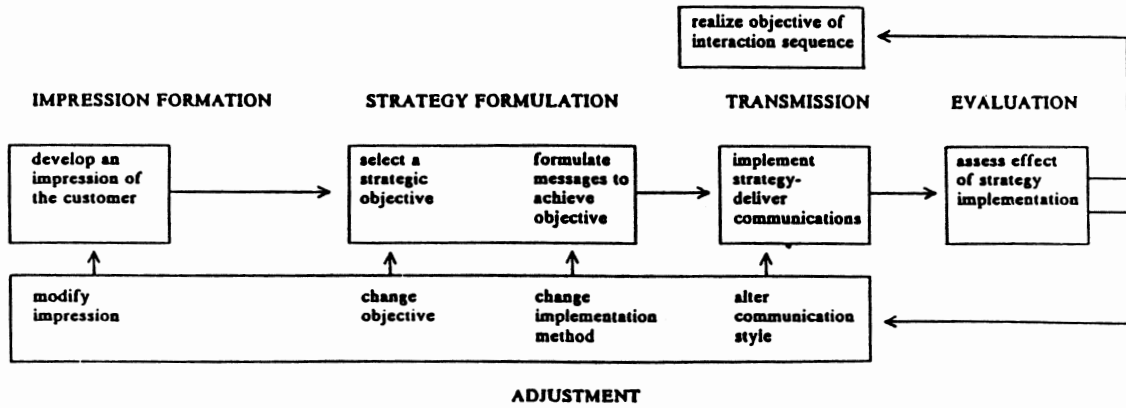 realize objective of
interaction sequence
IMPRESSION FORMATION
STRATEGY FORMULATION
TRANSMISSION
EVALUATION
develop an
impression of
the customer
select a
strategic
objective
formulate
messages to
achieve
objective
implement
strategy-
deliver
communications
assess effect
of strategy
implementation
modify
impression
change
objective
change
implementation
method
alter
communication
style
ADJUSTMENT